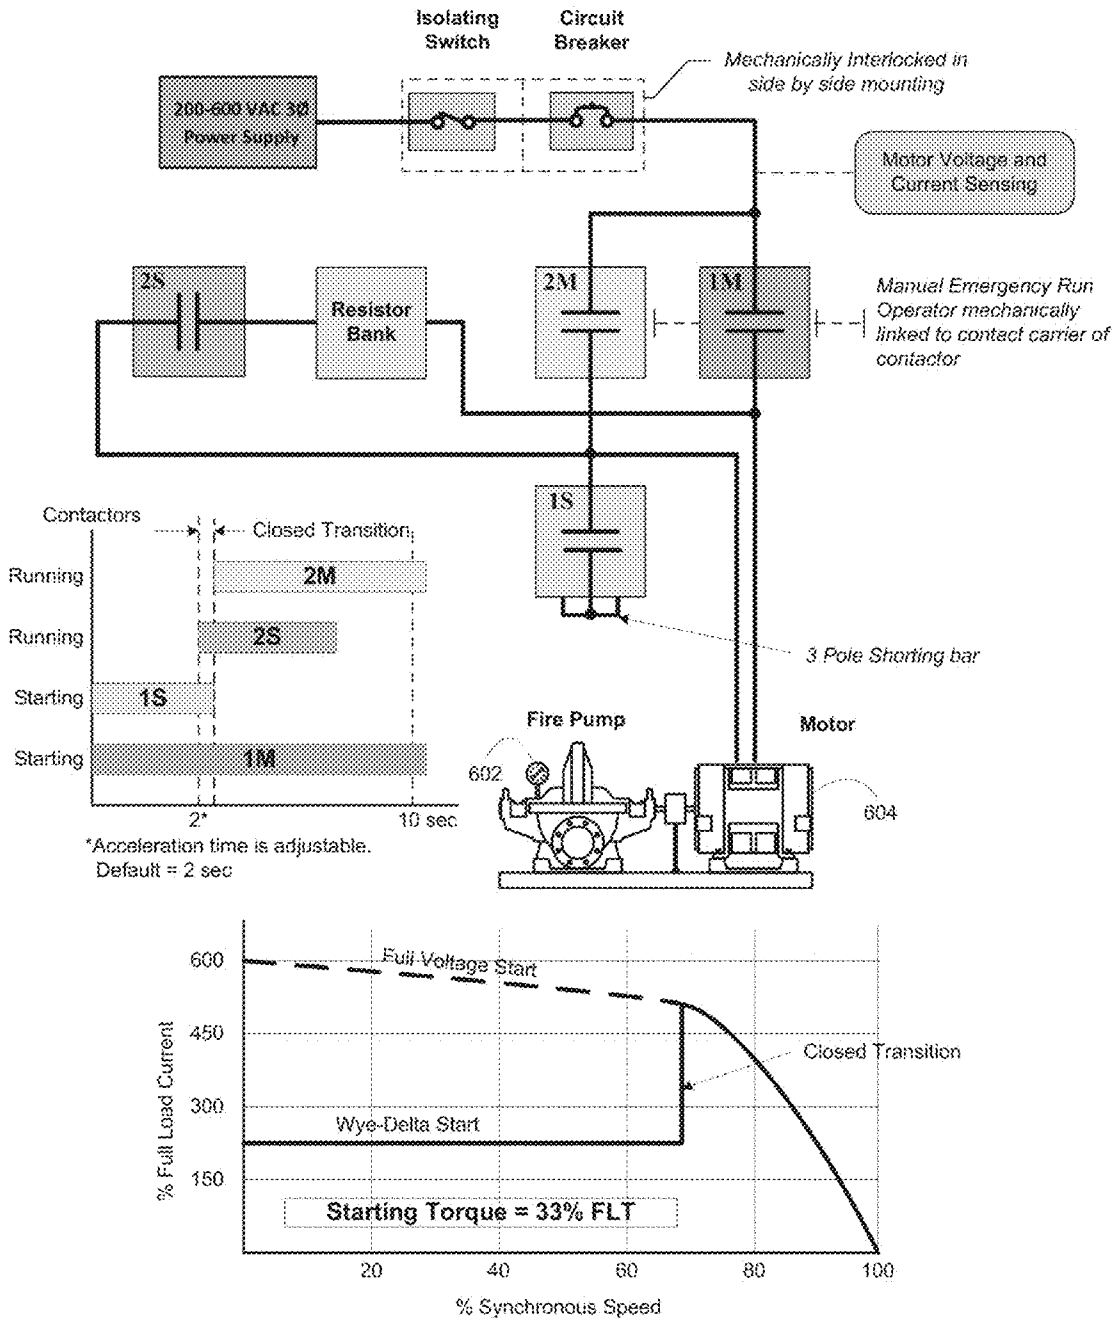 Isolating
Switch
Circuit
Breaker
Mechanically Interlocked in
side by side mounting
200-600 VAC 3Ø
Power Supply
Motor Voltage and
Current Sensing
2S
Resistor
Bank
2M
1M
Manual Emergency Run
Operator mechanically
linked to contact carrier of
contactor
1S
3 Pole Shorting bar
Contactors
Closed Transition
Running
2M
Running
2S
Starting
1S
Starting
1M
2*
10 sec
*Acceleration time is adjustable.
Default = 2 sec
Fire Pump
Motor
602
604
% Full Load Current
600
450
300
150
Full Voltage Start
Closed Transition
Wye-Delta Start
Starting Torque = 33% FLT
20
40
60
80
100
% Synchronous Speed